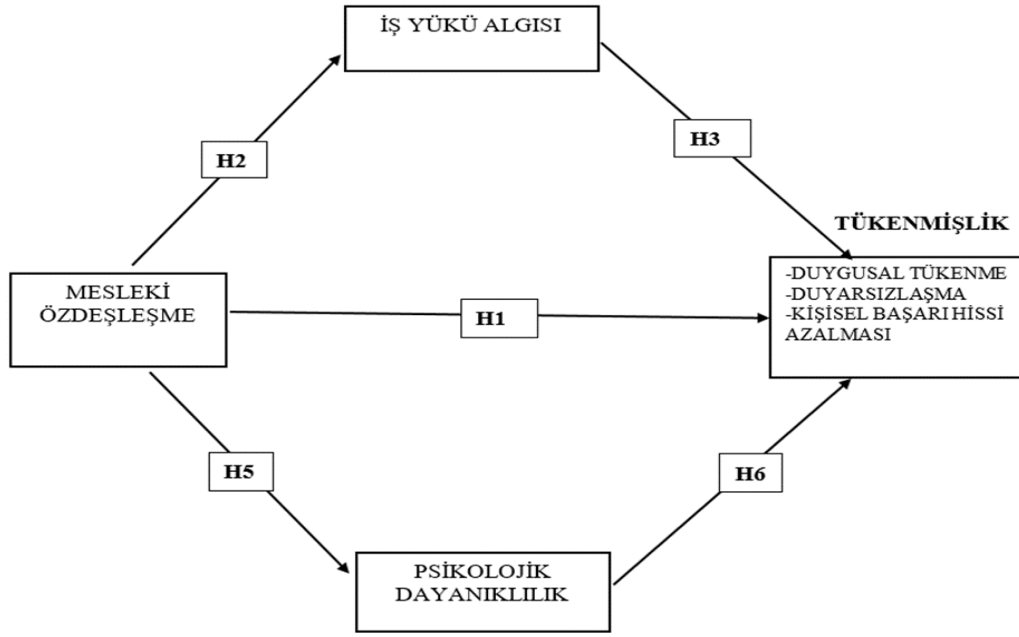 İŞ YÜKÜ ALGISI
H2
H3
TÜKENMİŞLİK
MESLEKİ
ÖZDEŞLEŞME
H1
-DUYGUSAL TÜKENME
-DUYARSIZLAŞMA
-KİŞİSEL BAŞARI HİSSİ
AZALMASI
H5
H6
PSİKOLOJİK
DAYANIKLILIK